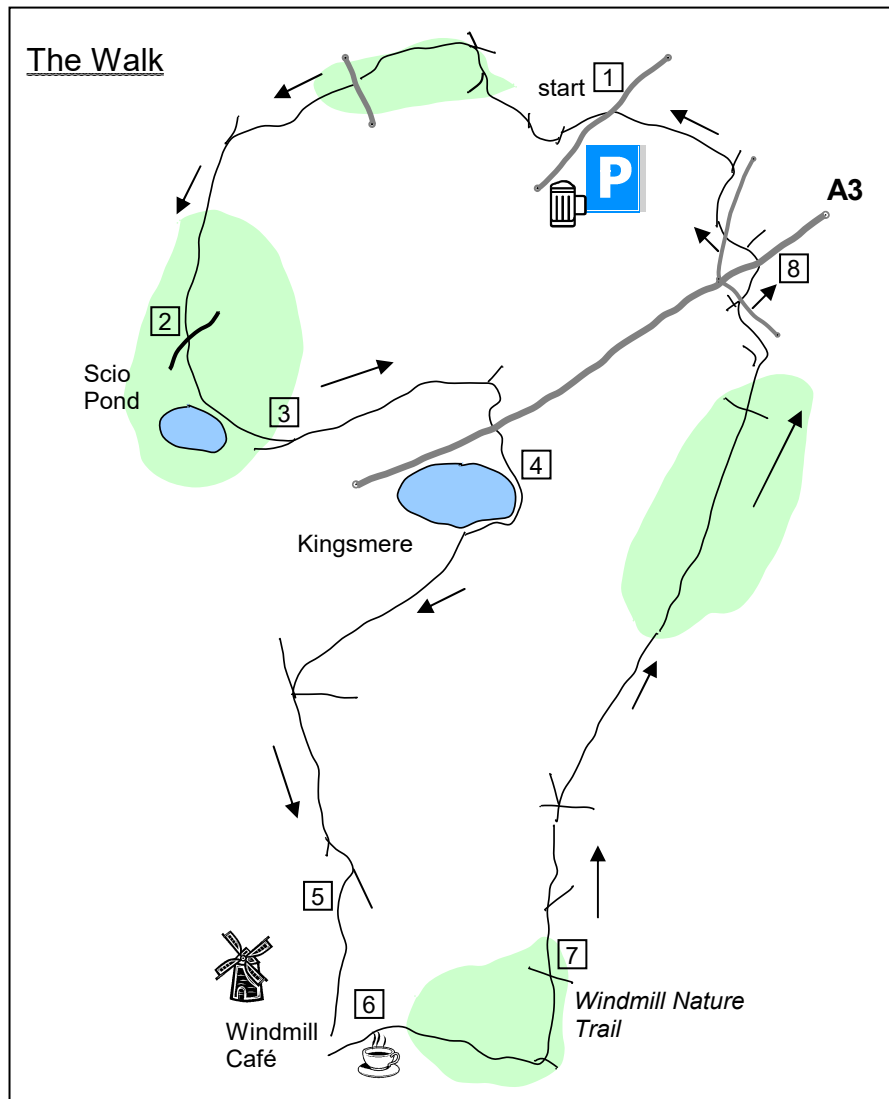 The Walk
start
1
P
A3
8
2
Scio
Pond
3
4
Kingsmere
5
6
7
Windmill
Café
Windmill Nature
Trail